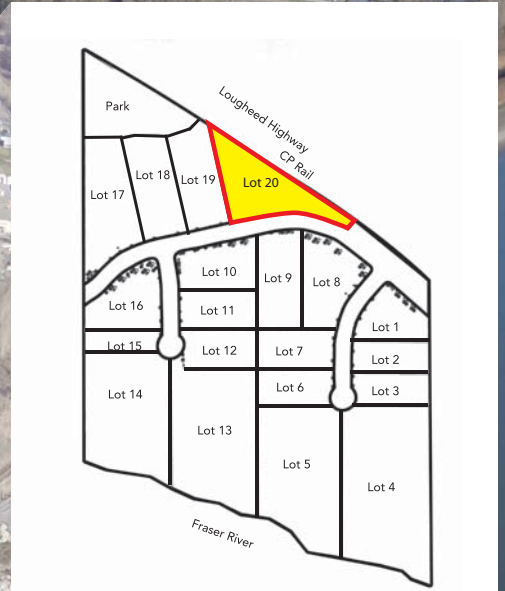 Lougheed Highway
CP Rail
Park
Lot 17
Lot 18
Lot 19
Lot 20
Lot 10
Lot 9
Lot 8
Lot 16
Lot 11
Lot 1
Lot 15
Lot 12
Lot 7
Lot 2
Lot 14
Lot 6
Lot 3
Lot 13
Lot 5
Lot 4
Fraser River